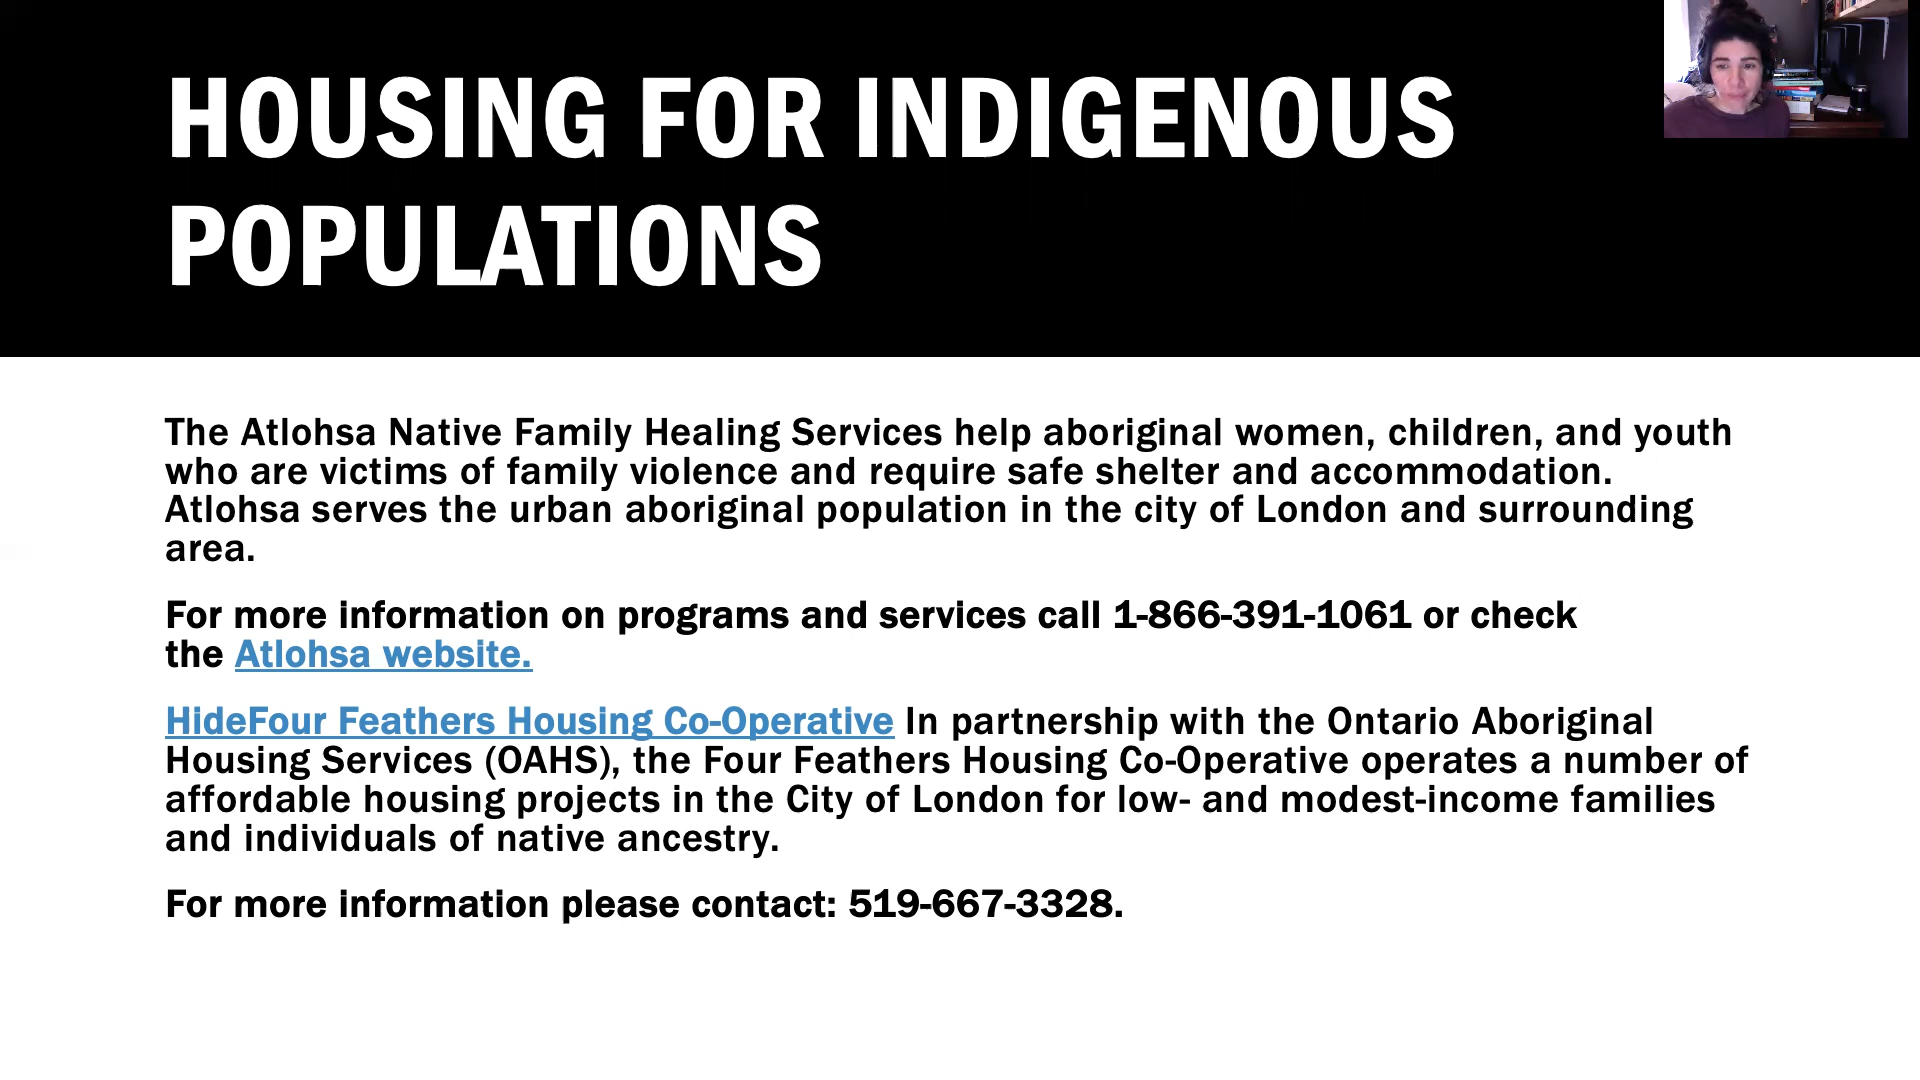 HOUSING FOR INDIGENOUS
POPULATIONS
The Atlohsa Native Family Healing Services help aboriginal women, children, and youth
who are victims of family violence and require safe shelter and accommodation.
Atlohsa serves the urban aboriginal population in the city of London and surrounding
area.
For more information on programs and services call 1-866-391-1061 or check
the Atlohsa website.
HideFour Feathers Housing Co-Operative In partnership with the Ontario Aboriginal
Housing Services (OAHS), the Four Feathers Housing Co-Operative operates a number of
affordable housing projects in the City of London for low- and modest-income families
and individuals of native ancestry.
For more information please contact: 519-667-3328.